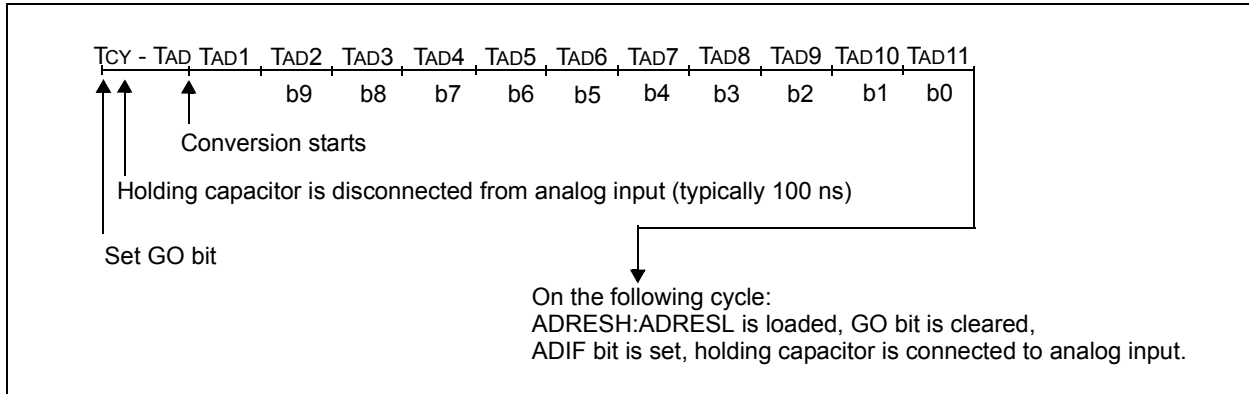 TCY - TAD TAD1 TAD2 TAD3 TAD4 TAD5 TAD6 TAD7 TAD8 TAD9 TAD10 TAD11
b9 b8 b7 b6 b5 b4 b3 b2 b1 b0
Conversion starts
Holding capacitor is disconnected from analog input (typically 100 ns)
Set GO bit
On the following cycle:
ADRESH:ADRESL is loaded, GO bit is cleared,
ADIF bit is set, holding capacitor is connected to analog input.